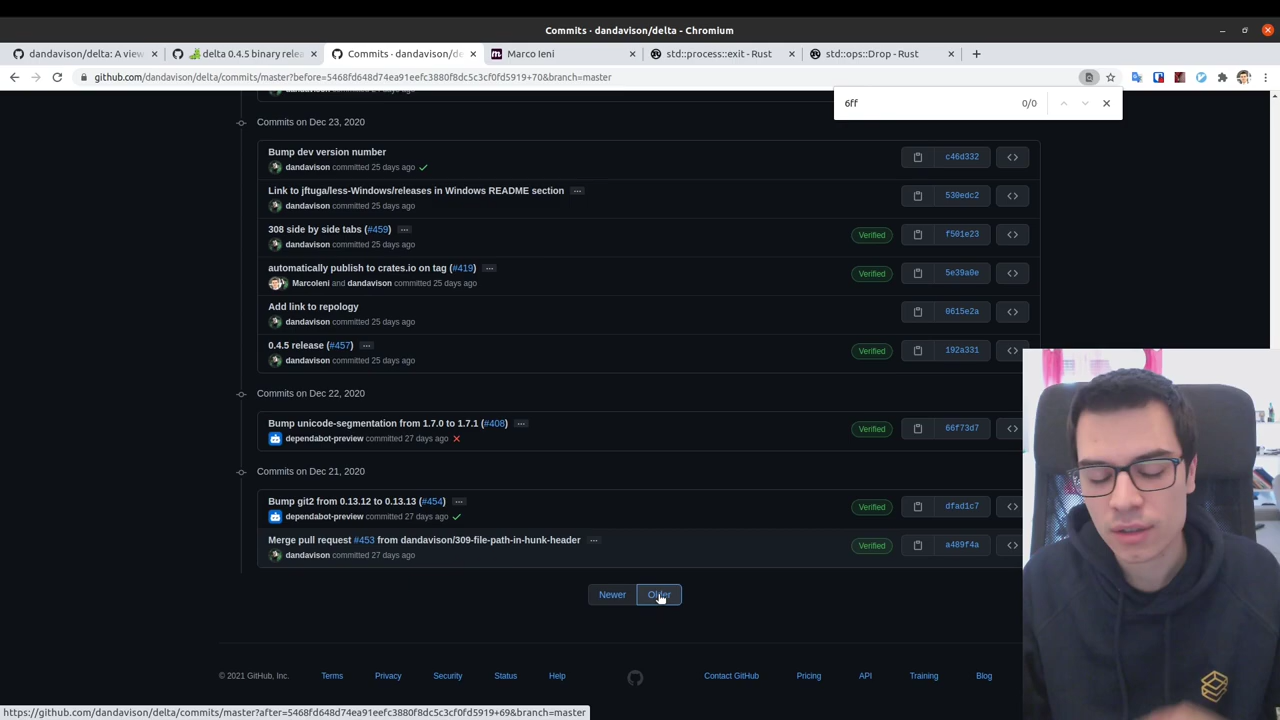 Commits · dandavison/delta - Chromium
dandavison/delta: A view
delta 0.4.5 binary relea
Commits · dandavison/de
Marco Ieni
std::process::exit - Rust
std::ops::Drop - Rust
github.com/dandavison/delta/commits/master?before=5468fd648d74ea91eefc3880f8dc5c3cf0fd5919+70&branch=master
6ff
0/0
dandavison committed 24 days ago
Commits on Dec 23, 2020
Bump dev version number
dandavison committed 25 days ago
c46d332
Link to jftuga/less-Windows/releases in Windows README section
dandavison committed 25 days ago
530edc2
308 side by side tabs (#459)
dandavison committed 25 days ago
Verified
f501e23
automatically publish to crates.io on tag (#419)
MarcoIeni and dandavison committed 25 days ago
Verified
5e39a0e
Add link to repology
dandavison committed 25 days ago
0615e2a
0.4.5 release (#457)
dandavison committed 25 days ago
Verified
192a331
Commits on Dec 22, 2020
Bump unicode-segmentation from 1.7.0 to 1.7.1 (#408)
dependabot-preview committed 27 days ago
Verified
66f73d7
Commits on Dec 21, 2020
Bump git2 from 0.13.12 to 0.13.13 (#454)
dependabot-preview committed 27 days ago
Verified
dfad1c7
Merge pull request #453 from dandavison/309-file-path-in-hunk-header
dandavison committed 27 days ago
Verified
a489f4a
Newer
Older
© 2021 GitHub, Inc.
Terms
Privacy
Security
Status
Help
Contact GitHub
Pricing
API
Training
Blog
https://github.com/dandavison/delta/commits/master?after=5468fd648d74ea91eefc3880f8dc5c3cf0fd5919+69&branch=master